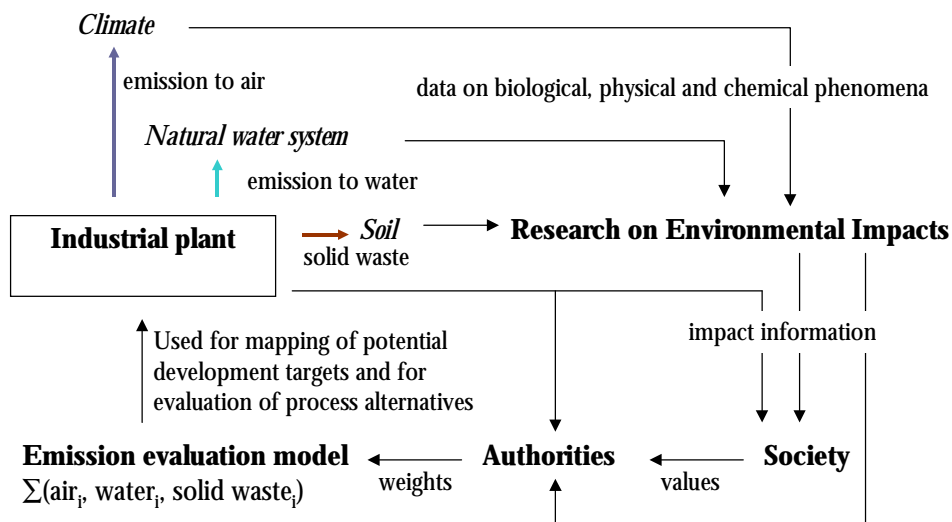 Climate
emission to air
data on biological, physical and chemical phenomena
Natural water system
emission to water
Industrial plant
Soil
solid waste
Research on Environmental Impacts
Used for mapping of potential
development targets and for
evaluation of process alternatives
impact information
Emission evaluation model
∑(airᵢ, waterᵢ, solid wasteᵢ)
weights
Authorities
values
Society